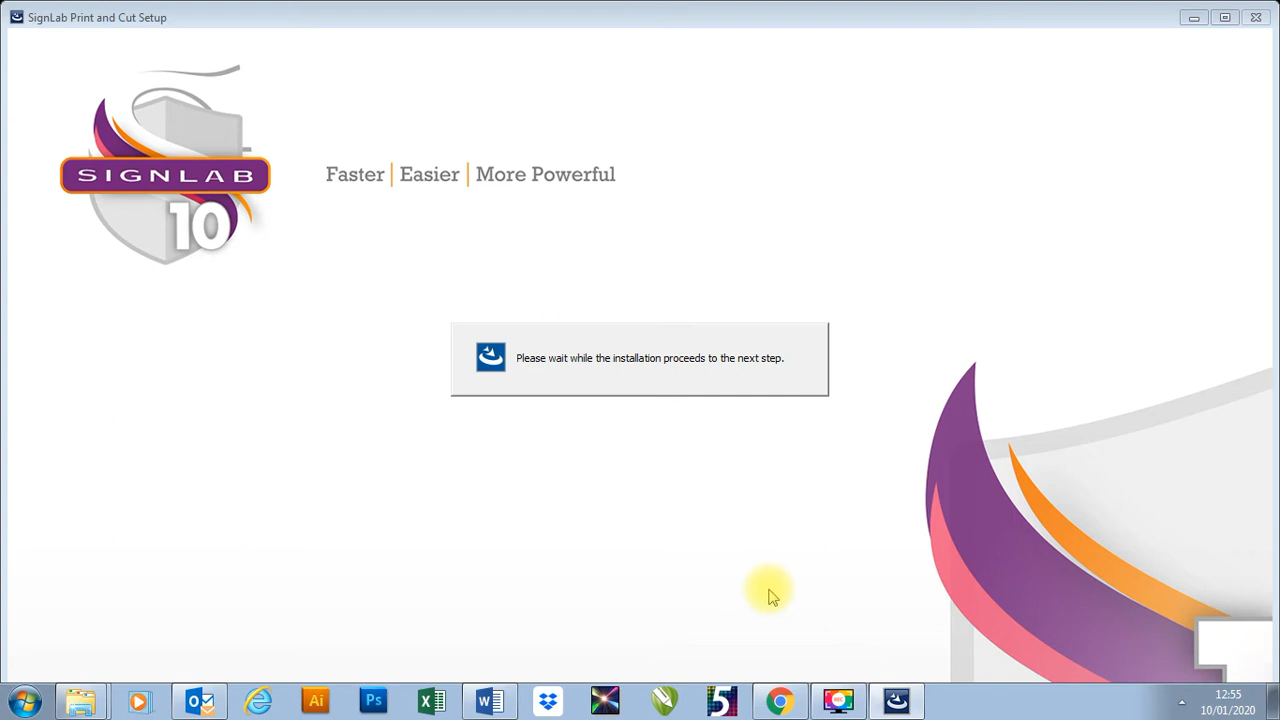 SignLab Print and Cut Setup
SIGNLAB
10
Faster | Easier | More Powerful
Please wait while the installation proceeds to the next step.
Ai
Ps
5
12:55
10/01/2020